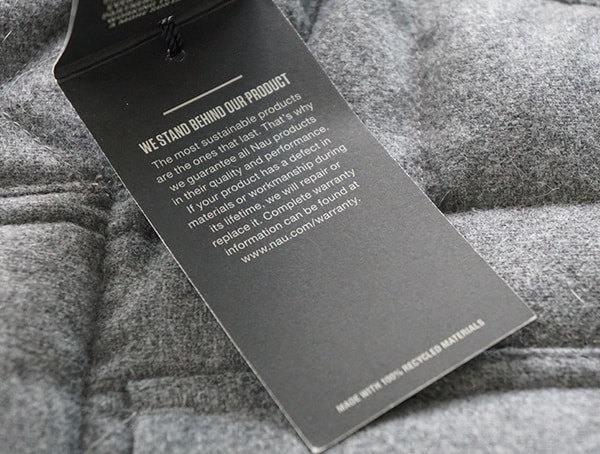 WE STAND BEHIND OUR PRODUCT
The most sustainable products
are the ones that last. That's why
we guarantee all Nau products
in their quality and performance.
If your product has a defect in
materials or workmanship during
its lifetime, we will repair or
replace it. Complete warranty
information can be found at
www.nau.com/warranty.
MADE WITH 100% RECYCLED MATERIALS